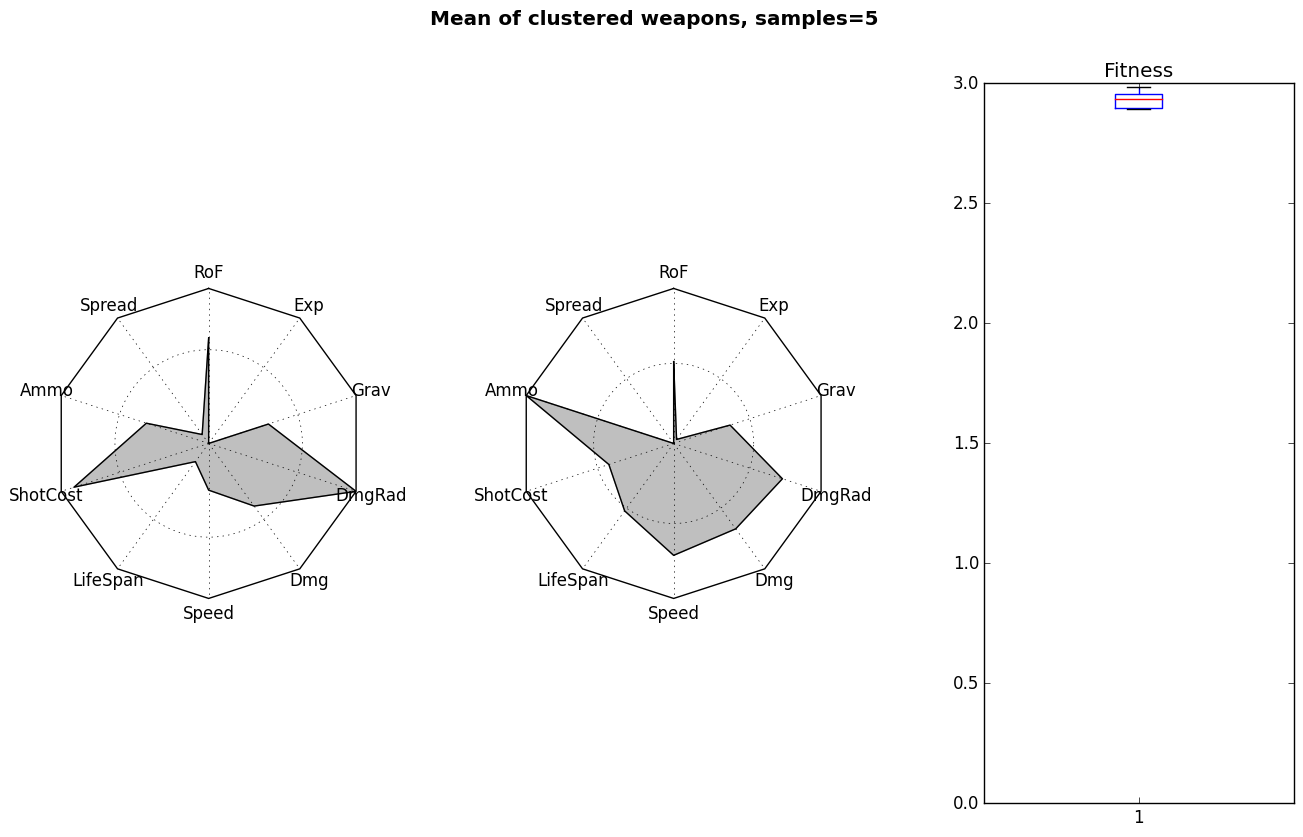 Mean of clustered weapons, samples=5
RoF
Exp
Spread
Grav
Ammo
DmgRad
ShotCost
Dmg
LifeSpan
Speed
RoF
Exp
Spread
Grav
Ammo
DmgRad
ShotCost
Dmg
LifeSpan
Speed
Fitness
3.0
2.5
2.0
1.5
1.0
0.5
0.0
1